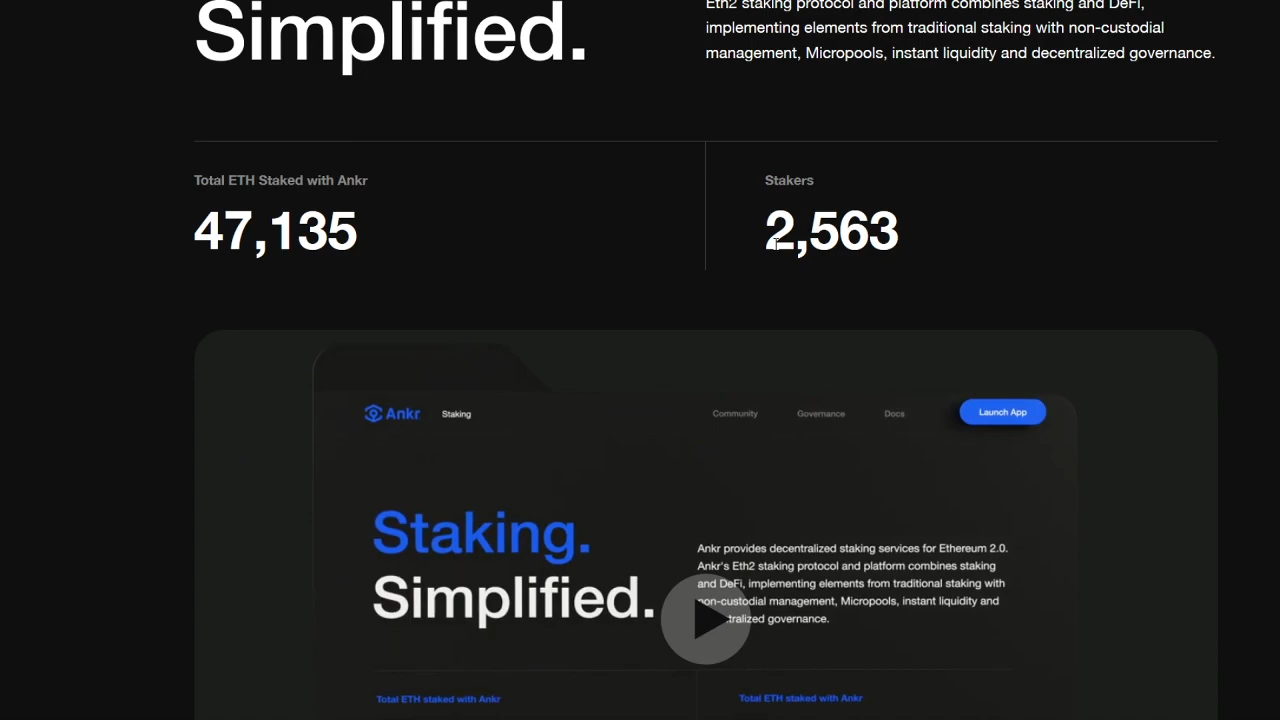 Simplified.
Eth2 staking protocol and platform combines staking and DeFi,
implementing elements from traditional staking with non-custodial
management, Micropools, instant liquidity and decentralized governance.
Total ETH Staked with Ankr
47,135
Stakers
2,563
Ankr
Staking
Community
Governance
Docs
Launch App
Staking.
Simplified.
Ankr provides decentralized staking services for Ethereum 2.0.
Ankr's Eth2 staking protocol and platform combines staking
and DeFi, implementing elements from traditional staking with
non-custodial management, Micropools, instant liquidity and
tralized governance.
Total ETH staked with Ankr
Total ETH staked with Ankr